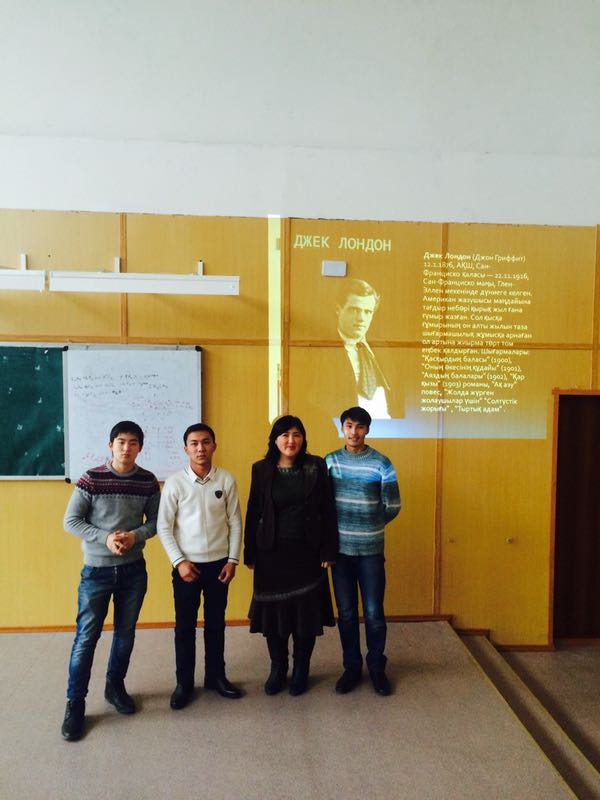 ДЖЕК ЛОНДОН
Джек Лондон (Джон Гриффит)
12.1.1876, АҚШ, Сан-
Франциско қаласы — 22.11.1916,
Сан-Франциско маңы, Глен-
Эллен мекенінде дүниеге келген.
Американ жазушысы маңдайына
тағдыр небәрі қырық жыл ғана
ғұмыр жазған. Сол қысқа
ғұмырының он алты жылын таза
шығармашылық жұмысқа арнаған
ол артына жиырма төрт том
еңбек қалдырған. Шығармалары:
"Қасқырдың баласы" (1900),
"Оның әкесінің құдайы" (1901),
"Аяздың балалары" (1902), "Қар
қызы" (1903) романы, "Ақ азу"
повес, "Жолда жүрген
жолаушылар үшін" "Солтүстік
жорығы" , "Тыртық адам" .